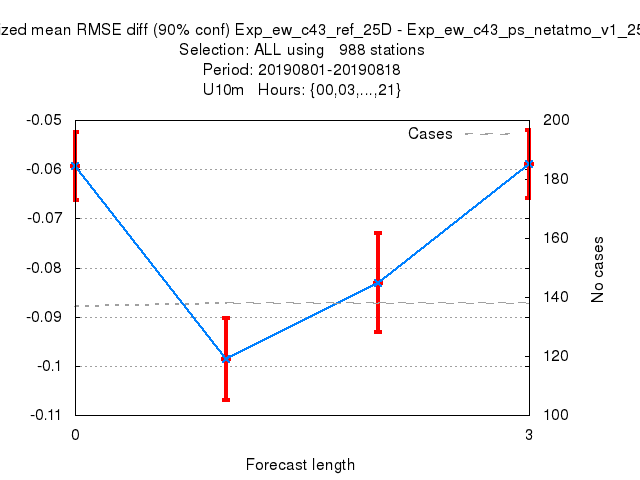 ized mean RMSE diff (90% conf) Exp_ew_c43_ref_25D - Exp_ew_c43_ps_netatmo_v1_25
Selection: ALL using 988 stations
Period: 20190801-20190818
U10m Hours: {00,03,...,21}
Cases
-0.05
-0.06
-0.07
-0.08
-0.09
-0.1
-0.11
200
180
160
140
120
100
No cases
0
3
Forecast length